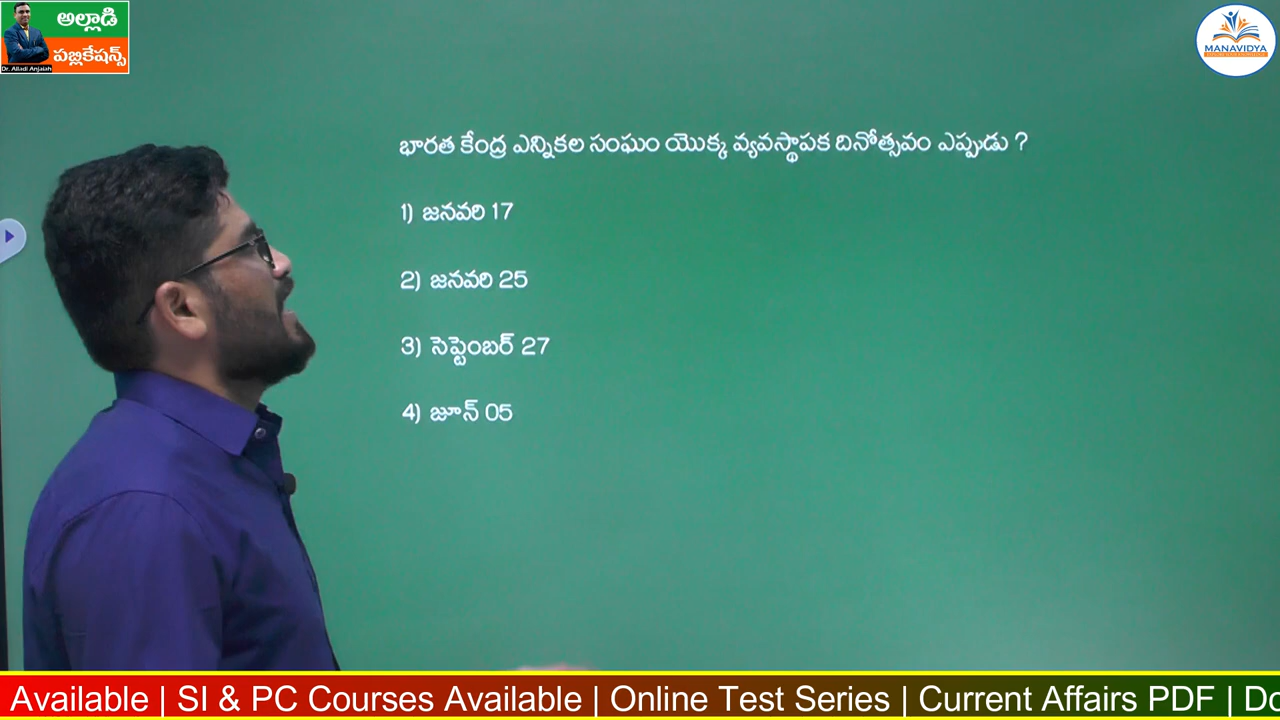 అల్లాడి
పబ్లికేషన్స్
Dr. Alladi Anjaiah
MANAVIDYA
భారత కేంద్ర ఎన్నికల సంఘం యొక్క వ్యవస్థాపక దినోత్సవం ఎప్పుడు ?
1) జనవరి 17
2) జనవరి 25
3) సెప్టెంబర్ 27
4) జూన్ 05
Available | SI & PC Courses Available | Online Test Series | Current Affairs PDF | Do